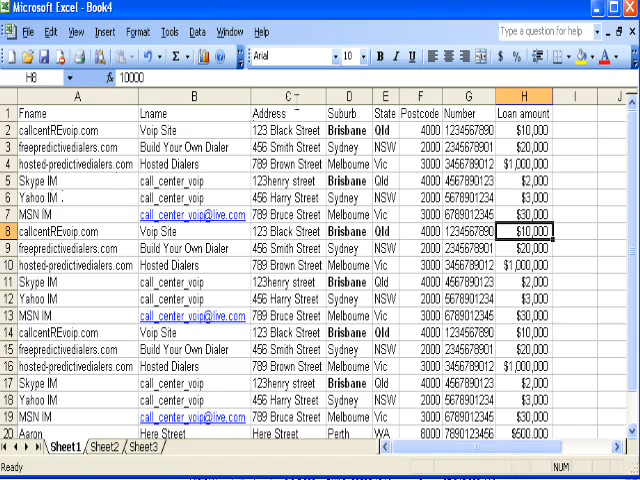 Microsoft Excel - Book4
File Edit View Insert Format Tools Data Window Help Type a question for help
Arial 10 B I U $ %
H8 fx 10000
A B C D E F G H I J
1 Fname Lname Address Suburb State Postcode Number Loan amount
2 callcentREvoip.com Voip Site 123 Black Street Brisbane Qld 4000 1234567890 $10,000
3 freepredictivedialers.com Build Your Own Dialer 456 Smith Street Sydney NSW 2000 2345678901 $20,000
4 hosted-predictivedialers.com Hosted Dialers 789 Brown Street Melbourne Vic 3000 3456789012 $1,000,000
5 Skype IM call_center_voip 123henry street Brisbane Qld 4000 4567890123 $2,000
6 Yahoo IM call_center_voip 456 Harry Street Sydney NSW 2000 5678901234 $3,000
7 MSN IM call_center_voip@live.com 789 Bruce Street Melbourne Vic 3000 6789012345 $30,000
8 callcentREvoip.com Voip Site 123 Black Street Brisbane Qld 4000 1234567890 $10,000
9 freepredictivedialers.com Build Your Own Dialer 456 Smith Street Sydney NSW 2000 2345678901 $20,000
10 hosted-predictivedialers.com Hosted Dialers 789 Brown Street Melbourne Vic 3000 3456789012 $1,000,000
11 Skype IM call_center_voip 123henry street Brisbane Qld 4000 4567890123 $2,000
12 Yahoo IM call_center_voip 456 Harry Street Sydney NSW 2000 5678901234 $3,000
13 MSN IM call_center_voip@live.com 789 Bruce Street Melbourne Vic 3000 6789012345 $30,000
14 callcentREvoip.com Voip Site 123 Black Street Brisbane Qld 4000 1234567890 $10,000
15 freepredictivedialers.com Build Your Own Dialer 456 Smith Street Sydney NSW 2000 2345678901 $20,000
16 hosted-predictivedialers.com Hosted Dialers 789 Brown Street Melbourne Vic 3000 3456789012 $1,000,000
17 Skype IM call_center_voip 123henry street Brisbane Qld 4000 4567890123 $2,000
18 Yahoo IM call_center_voip 456 Harry Street Sydney NSW 2000 5678901234 $3,000
19 MSN IM call_center_voip@live.com 789 Bruce Street Melbourne Vic 3000 6789012345 $30,000
20 Aaron Here Street Here Street Perth WA 8000 7890123456 $500,000
Sheet1 Sheet2 Sheet3
Ready NUM